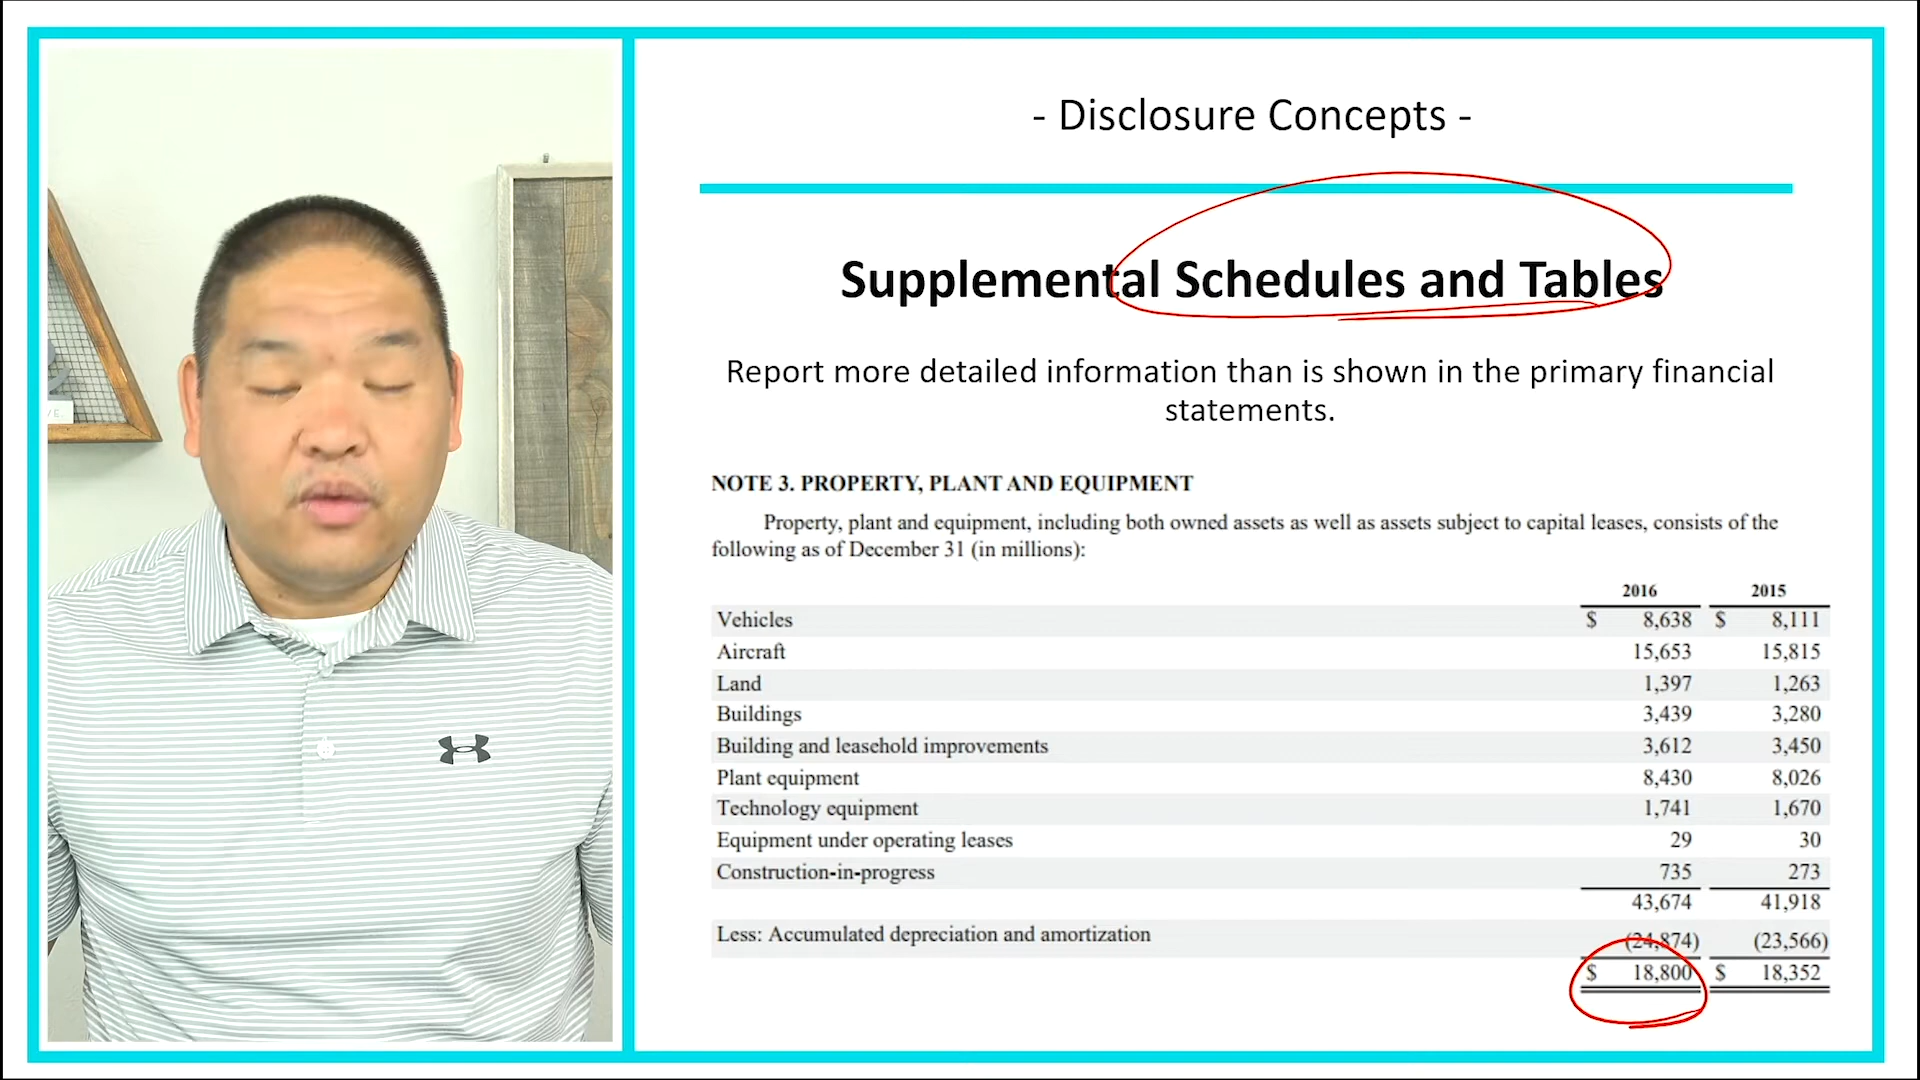 - Disclosure Concepts -
Supplemental Schedules and Tables
Report more detailed information than is shown in the primary financial
statements.
NOTE 3. PROPERTY, PLANT AND EQUIPMENT
Property, plant and equipment, including both owned assets as well as assets subject to capital leases, consists of the
following as of December 31 (in millions):
2016 2015
Vehicles $ 8,638 $ 8,111
Aircraft 15,653 15,815
Land 1,397 1,263
Buildings 3,439 3,280
Building and leasehold improvements 3,612 3,450
Plant equipment 8,430 8,026
Technology equipment 1,741 1,670
Equipment under operating leases 29 30
Construction-in-progress 735 273
43,674 41,918
Less: Accumulated depreciation and amortization (24,874) (23,566)
$ 18,800 $ 18,352